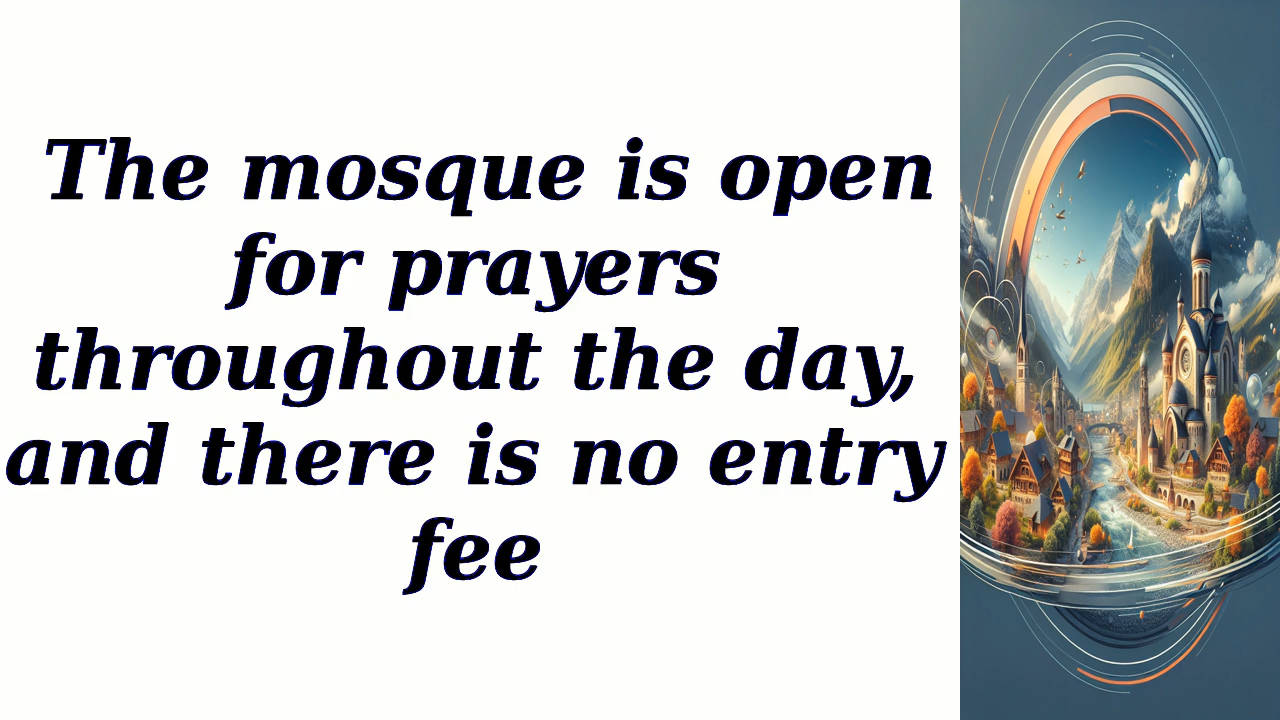 The mosque is open
for prayers
throughout the day,
and there is no entry
fee